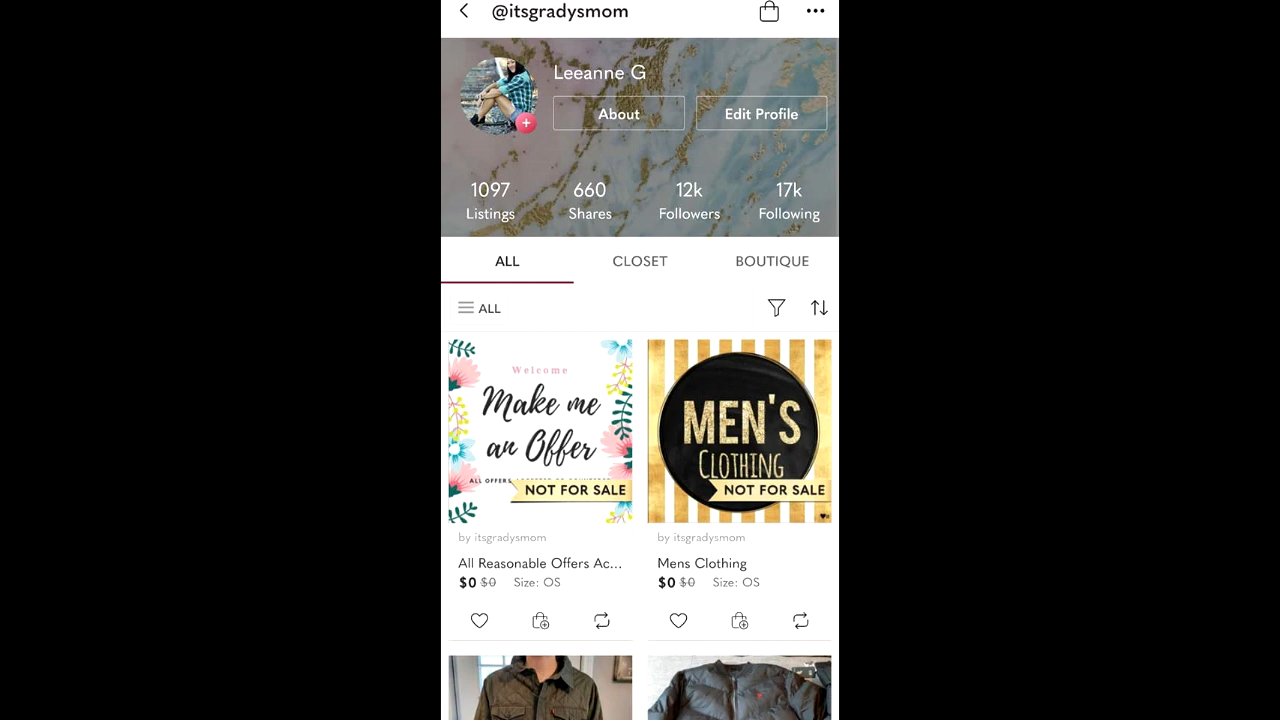 @itsgradysmom
Leeanne G
About
Edit Profile
1097
660
12k
17k
Listings
Shares
Followers
Following
ALL
CLOSET
BOUTIQUE
ALL
Welcome
Make me
an Offer
ALL OFFERS
NOT FOR SALE
MEN'S
CLOTHING
NOT FOR SALE
by itsgradysmom
by itsgradysmom
All Reasonable Offers Ac...
Mens Clothing
$0 $0 Size: OS
$0 $0 Size: OS